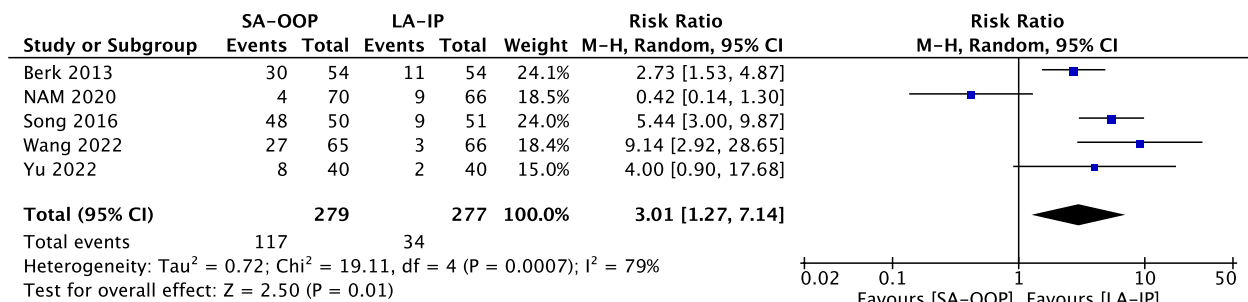 SA-OOP LA-IP Risk Ratio Risk Ratio
Study or Subgroup Events Total Events Total Weight M-H, Random, 95% CI M-H, Random, 95% CI
Berk 2013 30 54 11 54 24.1% 2.73 [1.53, 4.87]
NAM 2020 4 70 9 66 18.5% 0.42 [0.14, 1.30]
Song 2016 48 50 9 51 24.0% 5.44 [3.00, 9.87]
Wang 2022 27 65 3 66 18.4% 9.14 [2.92, 28.65]
Yu 2022 8 40 2 40 15.0% 4.00 [0.90, 17.68]
Total (95% CI) 279 277 100.0% 3.01 [1.27, 7.14]
Total events 117 34
Heterogeneity: Tau² = 0.72; Chi² = 19.11, df = 4 (P = 0.0007); I² = 79%
Test for overall effect: Z = 2.50 (P = 0.01)
0.02 0.1 1 10 50
Favours [SA-OOP] Favours [LA-IP]